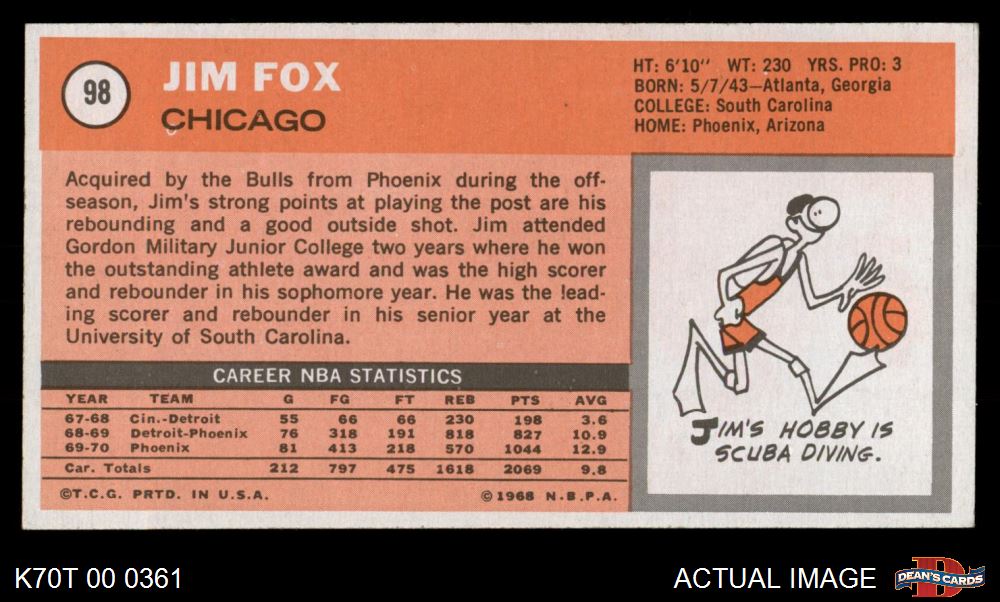 98
JIM FOX
CHICAGO
HT: 6'10" WT: 230 YRS. PRO: 3
BORN: 5/7/43—Atlanta, Georgia
COLLEGE: South Carolina
HOME: Phoenix, Arizona
Acquired by the Bulls from Phoenix during the off-
season, Jim's strong points at playing the post are his
rebounding and a good outside shot. Jim attended
Gordon Military Junior College two years where he won
the outstanding athlete award and was the high scorer
and rebounder in his sophomore year. He was the lead-
ing scorer and rebounder in his senior year at the
University of South Carolina.
CAREER NBA STATISTICS
YEAR TEAM G FG FT REB PTS AVG
67-68 Cin.-Detroit 55 66 66 230 198 3.6
68-69 Detroit-Phoenix 76 318 191 818 827 10.9
69-70 Phoenix 81 413 218 570 1044 12.9
Car. Totals 212 797 475 1618 2069 9.8
©T.C.G. PRTD. IN U.S.A. ©1968 N.B.P.A.
JIM'S HOBBY IS
SCUBA DIVING.
K70T 00 0361
ACTUAL IMAGE
D
DEAN'S CARDS